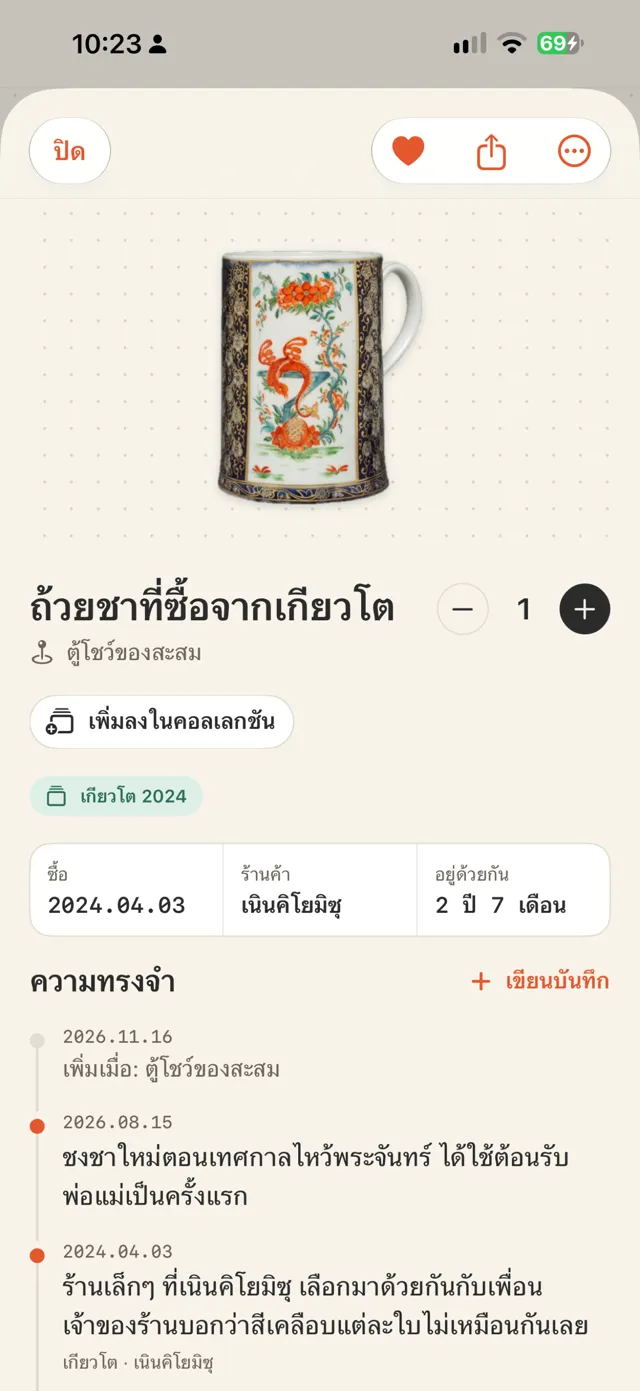 10:23
69
ปิด
ถ้วยชาที่ซื้อจากเกียวโต
1
ตู้โชว์ของสะสม
เพิ่มลงในคอลเลกชัน
เกียวโต 2024
ซื้อ
ร้านค้า
อยู่ด้วยกัน
2024.04.03
เนินคิโยมิซุ
2 ปี 7 เดือน
ความทรงจำ
+ เขียนบันทึก
2026.11.16
เพิ่มเมื่อ: ตู้โชว์ของสะสม
2026.08.15
ชงชาใหม่ตอนเทศกาลไหว้พระจันทร์ ได้ใช้ต้อนรับ
พ่อแม่เป็นครั้งแรก
2024.04.03
ร้านเล็กๆ ที่เนินคิโยมิซุ เลือกมาด้วยกันกับเพื่อน
เจ้าของร้านบอกว่าสีเคลือบแต่ละใบไม่เหมือนกันเลย
เกียวโต · เนินคิโยมิซุ